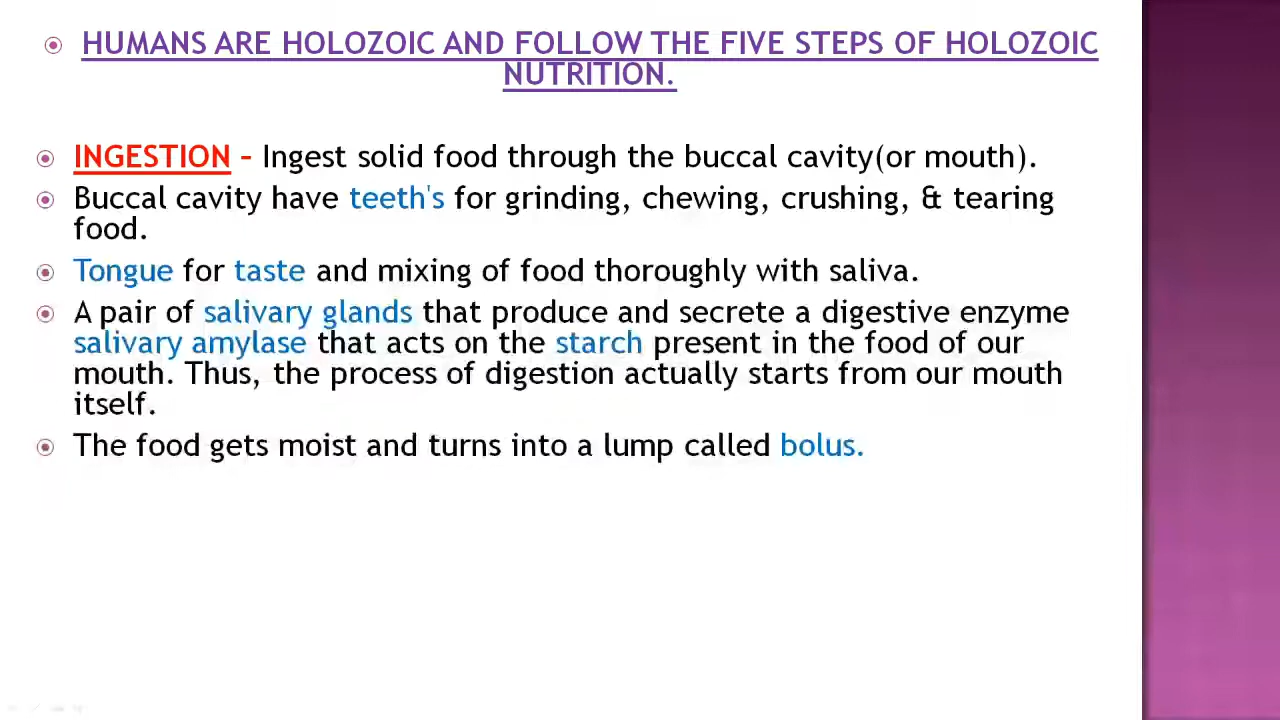 HUMANS ARE HOLOZOIC AND FOLLOW THE FIVE STEPS OF HOLOZOIC
NUTRITION.
INGESTION – Ingest solid food through the buccal cavity(or mouth).
Buccal cavity have teeth's for grinding, chewing, crushing, & tearing
food.
Tongue for taste and mixing of food thoroughly with saliva.
A pair of salivary glands that produce and secrete a digestive enzyme
salivary amylase that acts on the starch present in the food of our
mouth. Thus, the process of digestion actually starts from our mouth
itself.
The food gets moist and turns into a lump called bolus.